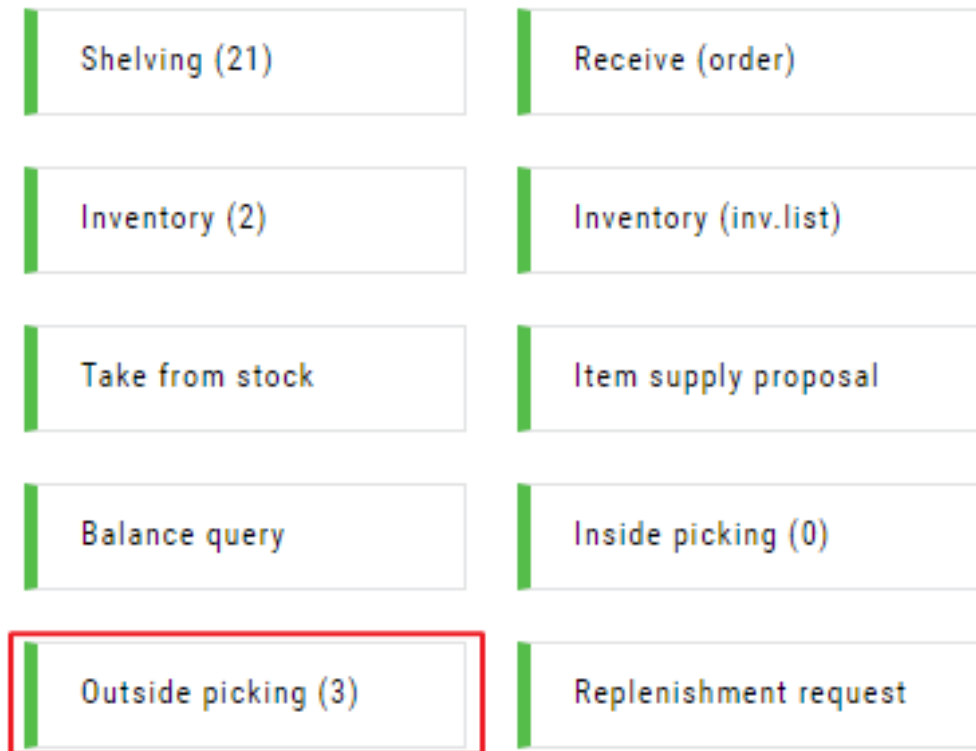 Shelving (21)
Receive (order)
Inventory (2)
Inventory (inv.list)
Take from stock
Item supply proposal
Balance query
Inside picking (0)
Outside picking (3)
Replenishment request